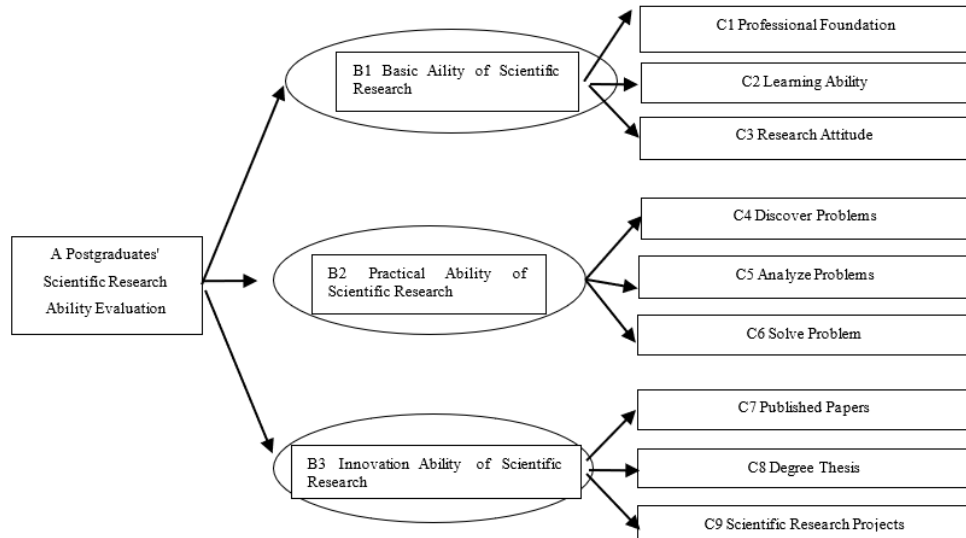 C1 Professional Foundation
B1 Basic Aility of Scientific
Research
C2 Learning Ability
C3 Research Attitude
C4 Discover Problems
A Postgraduates'
Scientific Research
Ability Evaluation
B2 Practical Ability of
Scientific Research
C5 Analyze Problems
C6 Solve Problem
C7 Published Papers
B3 Innovation Ability of Scientific
Research
C8 Degree Thesis
C9 Scientific Research Projects